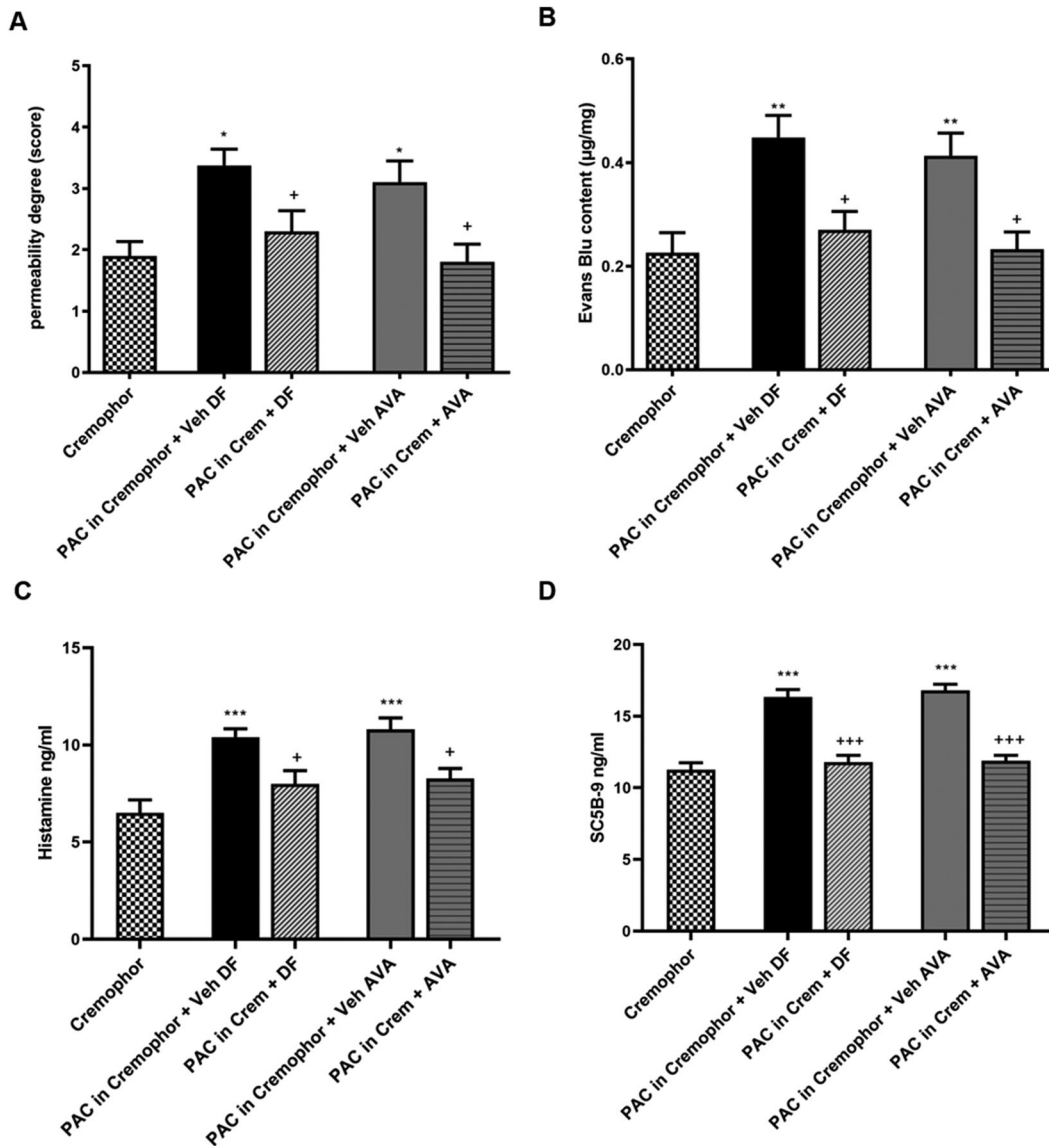 A
permeability degree (score)
5
4
3
2
1
0
*
+
*
+
Cremophor
PAC in Cremophor + Veh DF
PAC in Crem + DF
PAC in Cremophor + Veh AVA
PAC in Crem + AVA
B
Evans Blu content (µg/mg)
0.6
0.4
0.2
0.0
**
+
**
+
Cremophor
PAC in Cremophor + Veh DF
PAC in Crem + DF
PAC in Cremophor + Veh AVA
PAC in Crem + AVA
C
Histamine ng/ml
15
10
5
0
***
+
***
+
Cremophor
PAC in Cremophor + Veh DF
PAC in Crem + DF
PAC in Cremophor + Veh AVA
PAC in Crem + AVA
D
SC5B-9 ng/ml
20
15
10
5
0
***
+++
***
+++
Cremophor
PAC in Cremophor + Veh DF
PAC in Crem + DF
PAC in Cremophor + Veh AVA
PAC in Crem + AVA